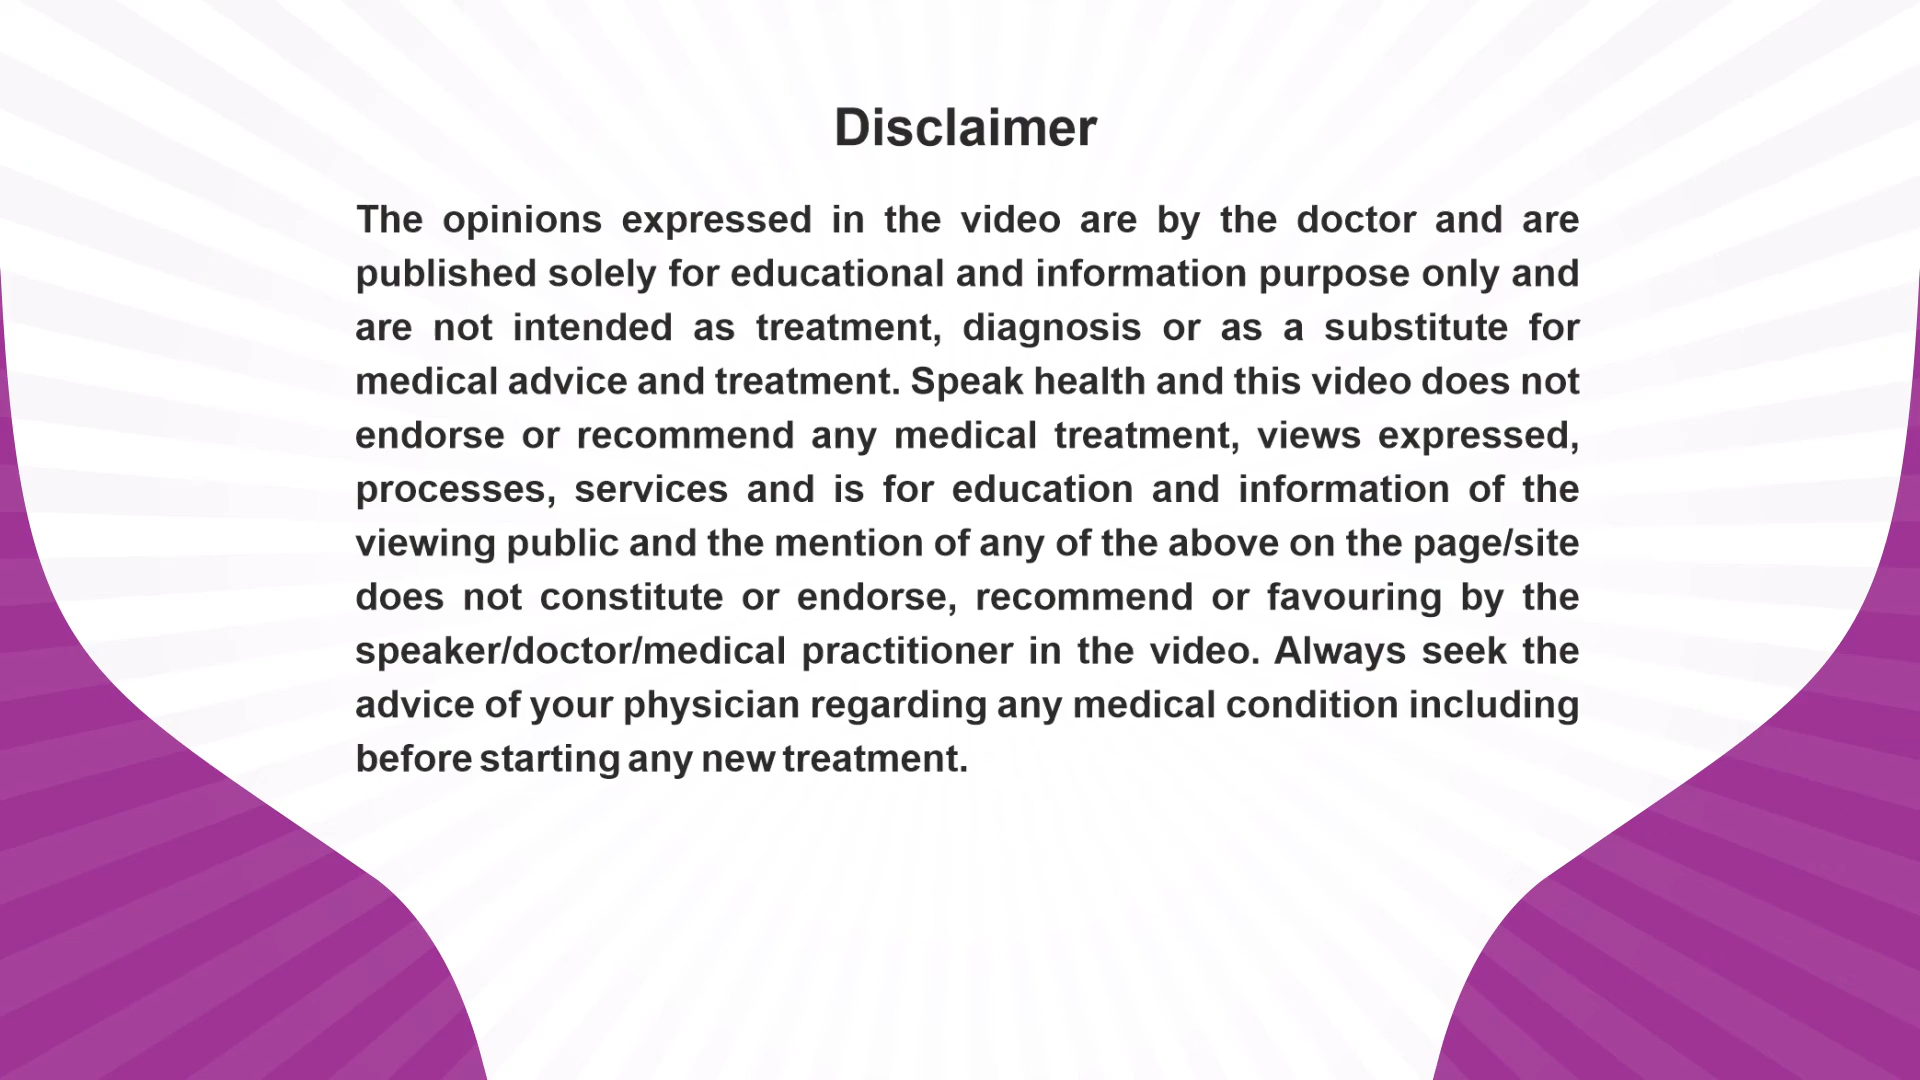 Disclaimer
The opinions expressed in the video are by the doctor and are
published solely for educational and information purpose only and
are not intended as treatment, diagnosis or as a substitute for
medical advice and treatment. Speak health and this video does not
endorse or recommend any medical treatment, views expressed,
processes, services and is for education and information of the
viewing public and the mention of any of the above on the page/site
does not constitute or endorse, recommend or favouring by the
speaker/doctor/medical practitioner in the video. Always seek the
advice of your physician regarding any medical condition including
before starting any new treatment.